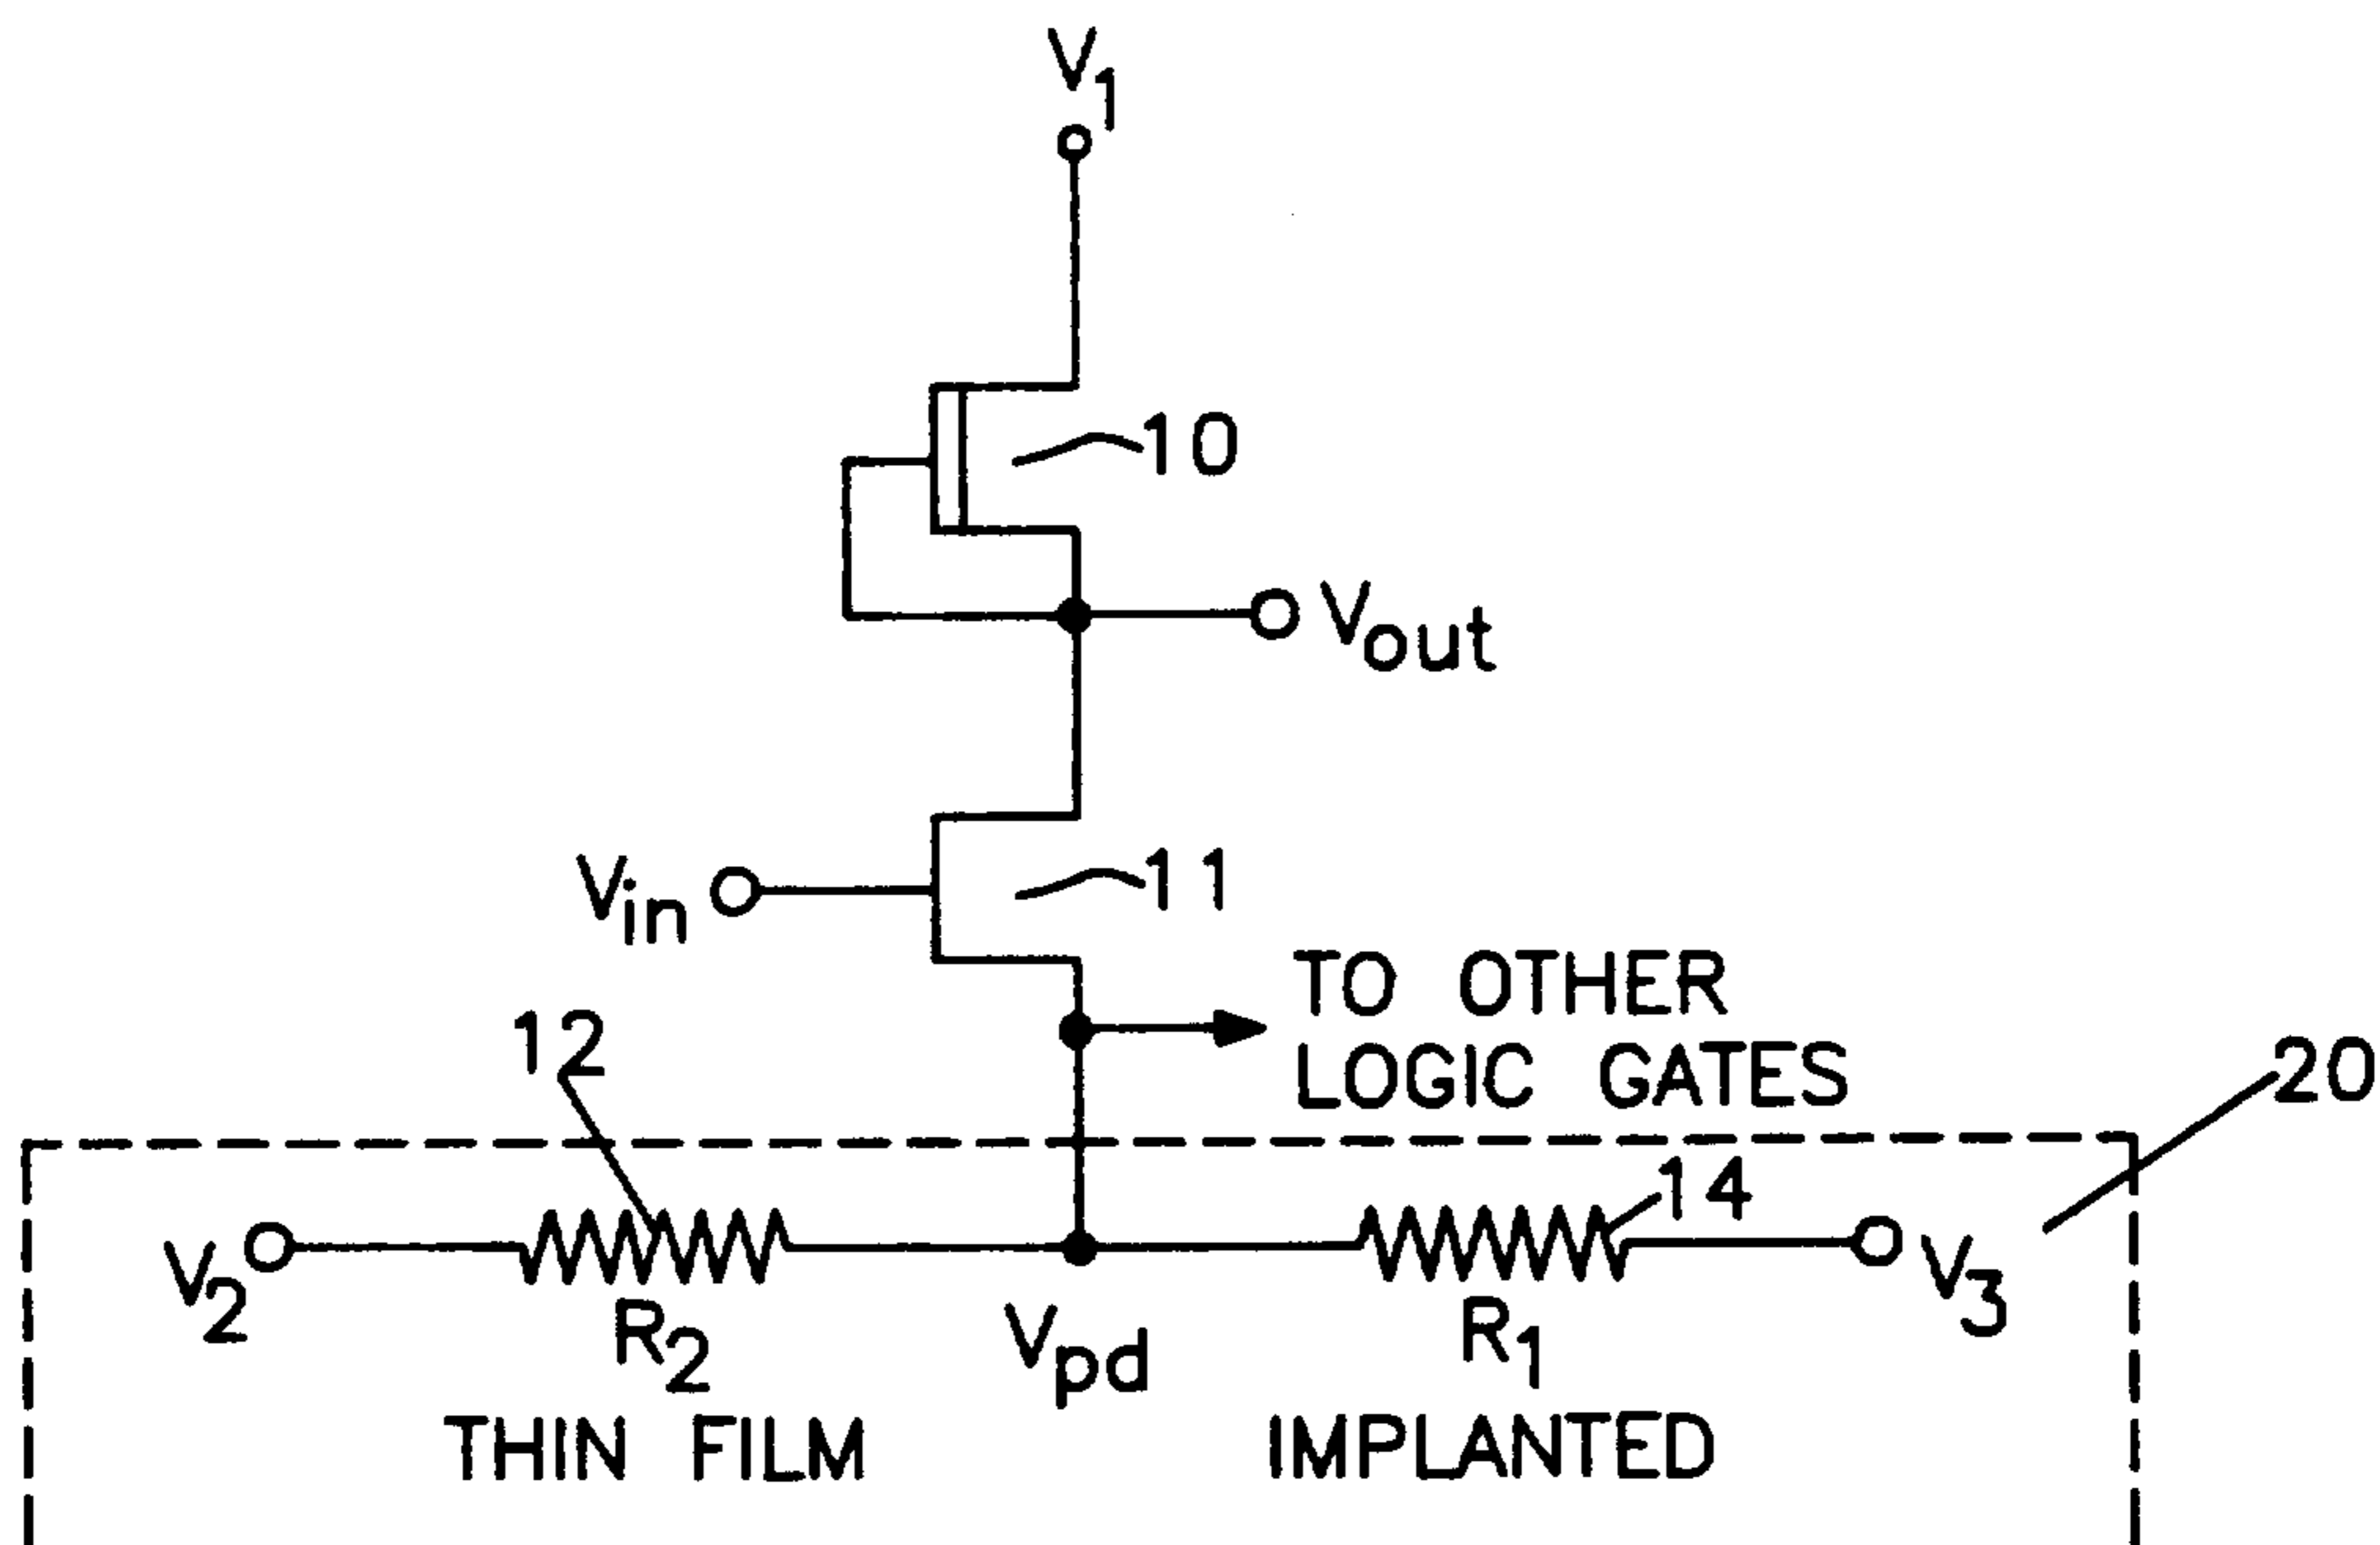 V1
10
Vout
Vin
11
TO OTHER
LOGIC GATES
12
20
14
V2
R2
Vpd
R1
V3
THIN FILM
IMPLANTED